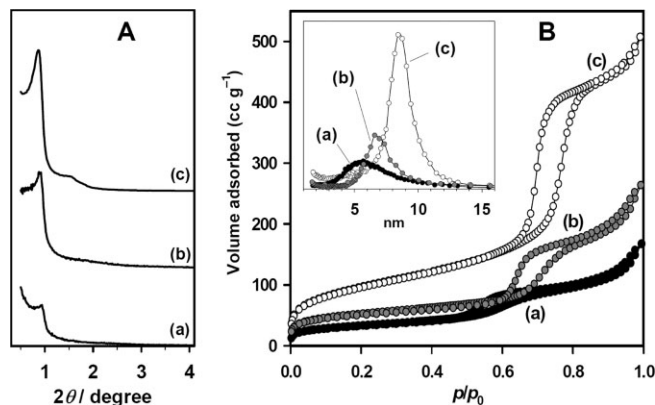 A
(c)
(b)
(a)
1 2 3 4
2θ / degree
B
Volume adsorbed (cc g⁻¹)
500
400
300
200
100
0
0.0 0.2 0.4 0.6 0.8 1.0
p/p₀
(c)
(b)
(a)
(c)
(b)
(a)
5 10 15
nm